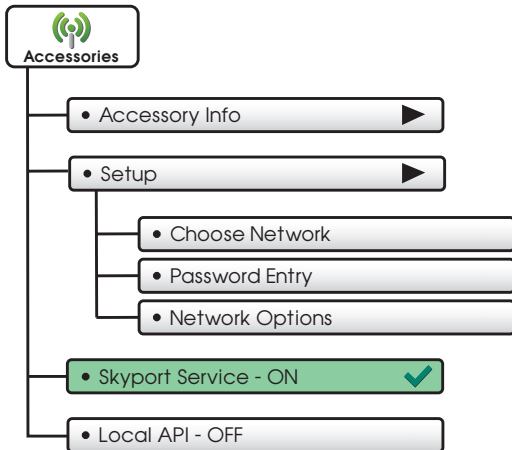 Accessories
• Accessory Info
• Setup
• Choose Network
• Password Entry
• Network Options
• Skyport Service - ON
• Local API - OFF